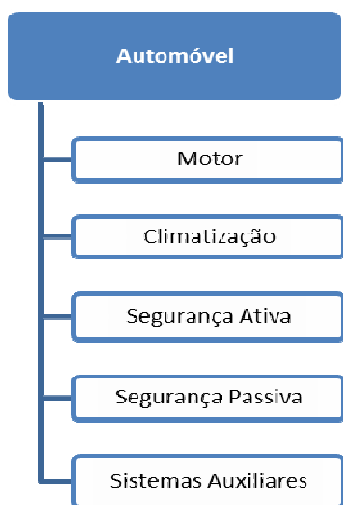 Automóvel
Motor
Climatização
Segurança Ativa
Segurança Passiva
Sistemas Auxiliares